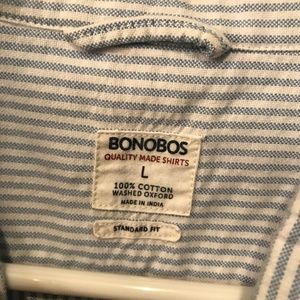 BONOBOS
QUALITY MADE SHIRTS
L
100% COTTON
WASHED OXFORD
MADE IN INDIA
STANDARD FIT